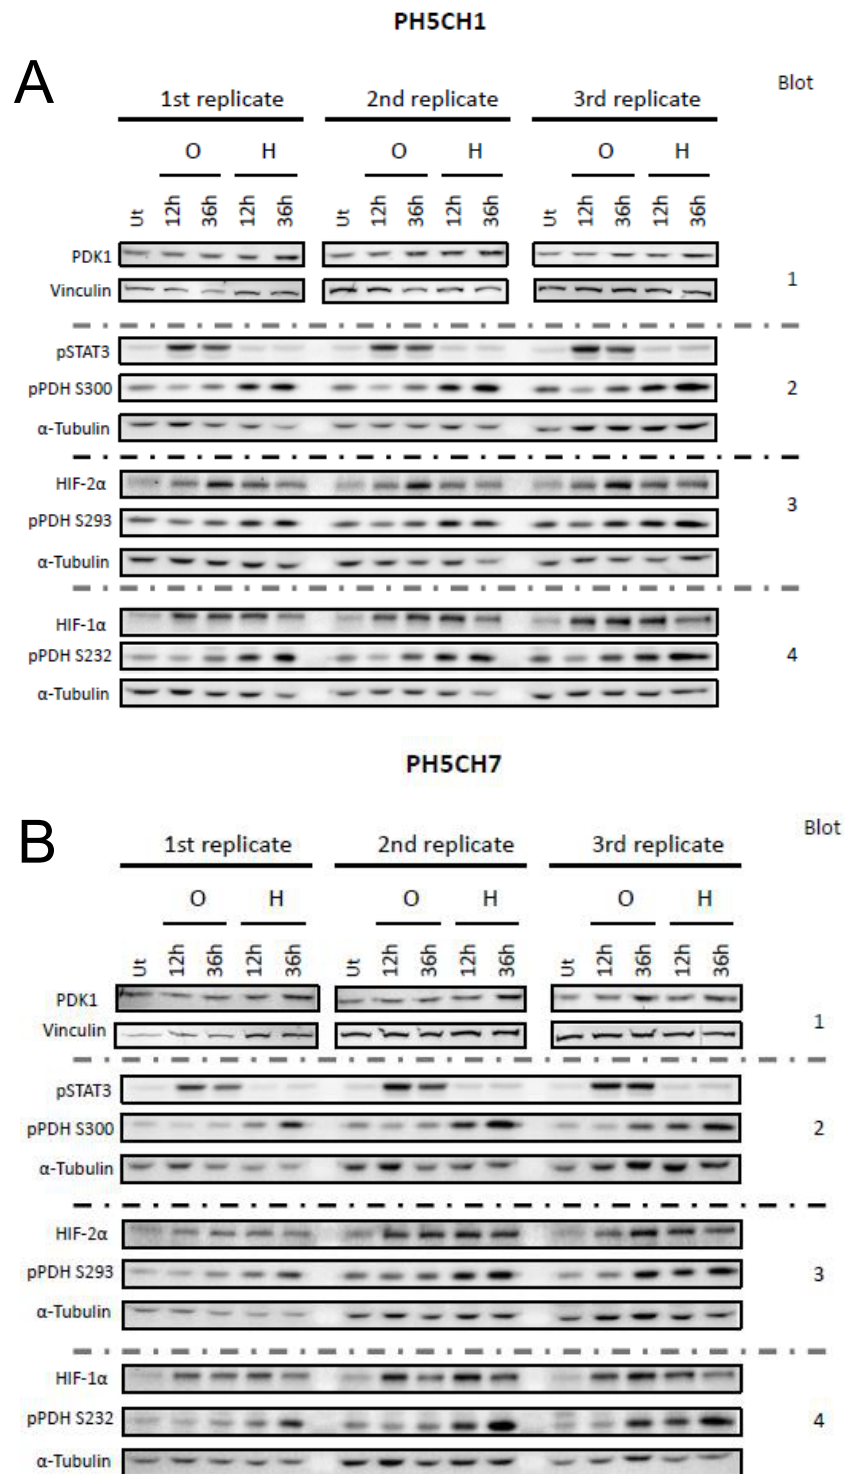 PH5CH1
A
Blot
1st replicate 2nd replicate 3rd replicate
O H O H O H
Ut 12h 36h 12h 36h Ut 12h 36h 12h 36h Ut 12h 36h 12h 36h
PDK1
Vinculin
1
pSTAT3
pPDH S300
2
α-Tubulin
HIF-2α
3
pPDH S293
α-Tubulin
HIF-1α
pPDH S232
4
α-Tubulin
PH5CH7
B
Blot
1st replicate 2nd replicate 3rd replicate
O H O H O H
Ut 12h 36h 12h 36h Ut 12h 36h 12h 36h Ut 12h 36h 12h 36h
PDK1
Vinculin
1
pSTAT3
pPDH S300
2
α-Tubulin
HIF-2α
pPDH S293
3
α-Tubulin
HIF-1α
pPDH S232
4
α-Tubulin